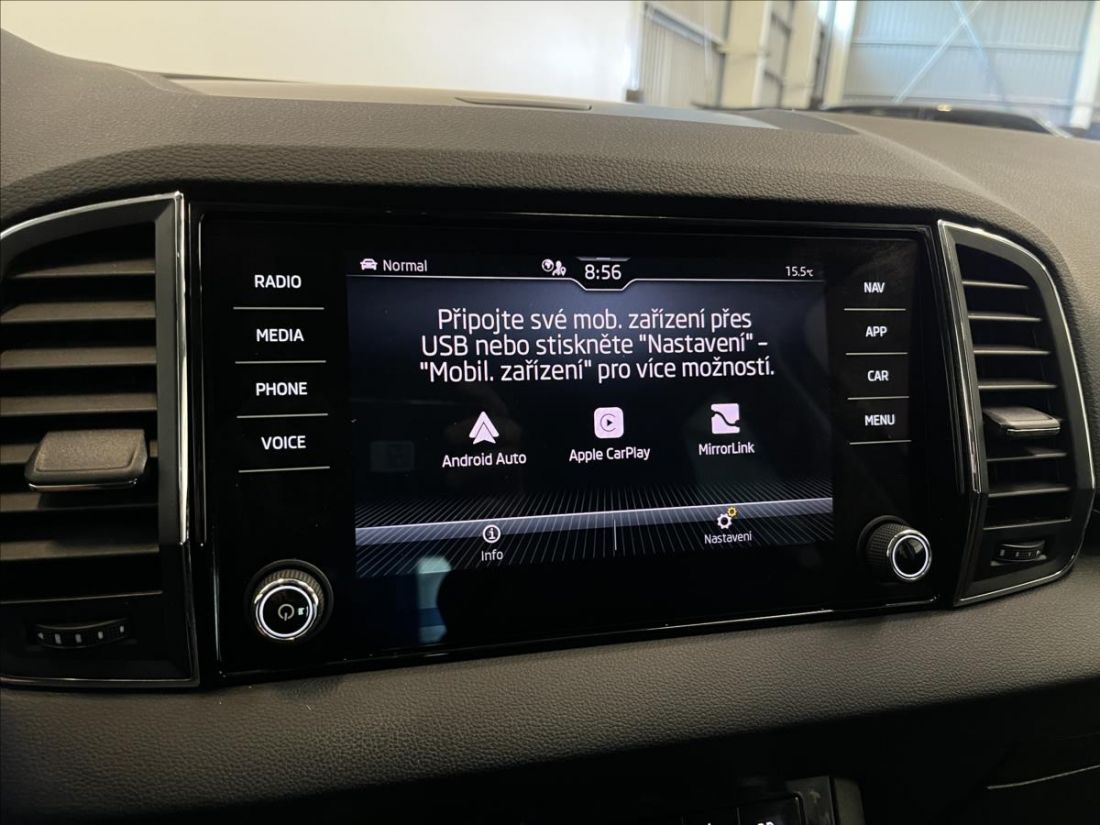 RADIO
MEDIA
PHONE
VOICE
Normal
8:56
15.5°C
Připojte své mob. zařízení přes
USB nebo stiskněte "Nastavení" –
"Mobil. zařízení" pro více možností.
Android Auto
Apple CarPlay
MirrorLink
Info
Nastavení
NAV
APP
CAR
MENU